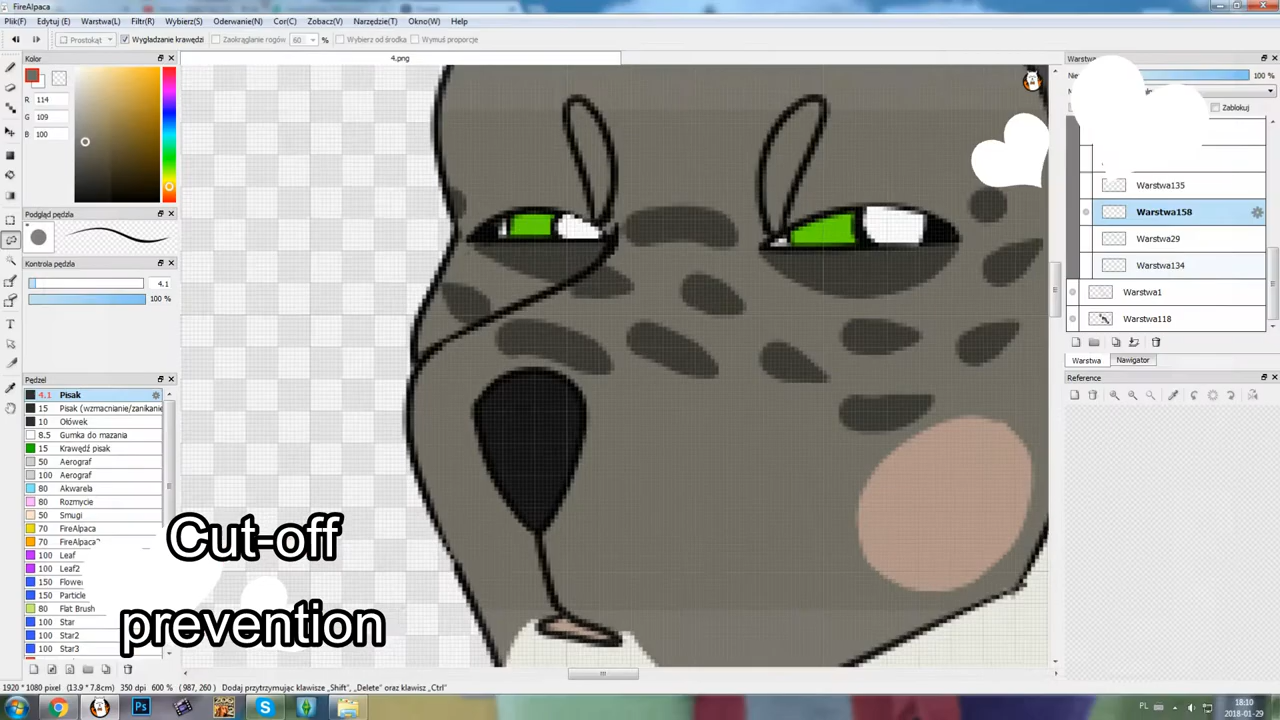 FireAlpaca
Plik(F) Edytuj (E) Warstwa(L) Filtr(R) Wybierz(S) Oderwanie(N) Cor(C) Zobacz(V) Narzędzie(T) Okno(W) Help
Prostokąt Wygładzanie krawędzi Zaokrąglanie rogów 60 % Wybierz od środka Wymuś proporcje
Kolor
4.png
Warstwa
R 114
G 109
B 100
100 %
Zablokuj
Warstwa135
Warstwa158
Warstwa29
Warstwa134
Warstwa1
Warstwa118
Warstwa Nawigator
Reference
Podgląd pędzla
Kontrola pędzla
4.1
100 %
Pędzel
4.1 Pisak
15 Pisak (wzmacnianie/zanikanie
10 Ołówek
8.5 Gumka do mazania
15 Krawędź pisak
50 Aerograf
100 Aerograf
80 Akwarela
80 Rozmycie
50 Smugi
70 FireAlpaca
70 FireAlpaca
100 Leaf
100 Leaf2
150 Flower
150 Particle
80 Flat Brush
100 Star
100 Star2
100 Star3
Cut-off
prevention
1920 * 1080 pixel (13.9 * 7.8cm) 350 dpi 600 % (987, 260) Dodaj przytrzymując klawisze „Shift”, „Delete” oraz klawisz „Ctrl”
PL 18:10
2018-01-29